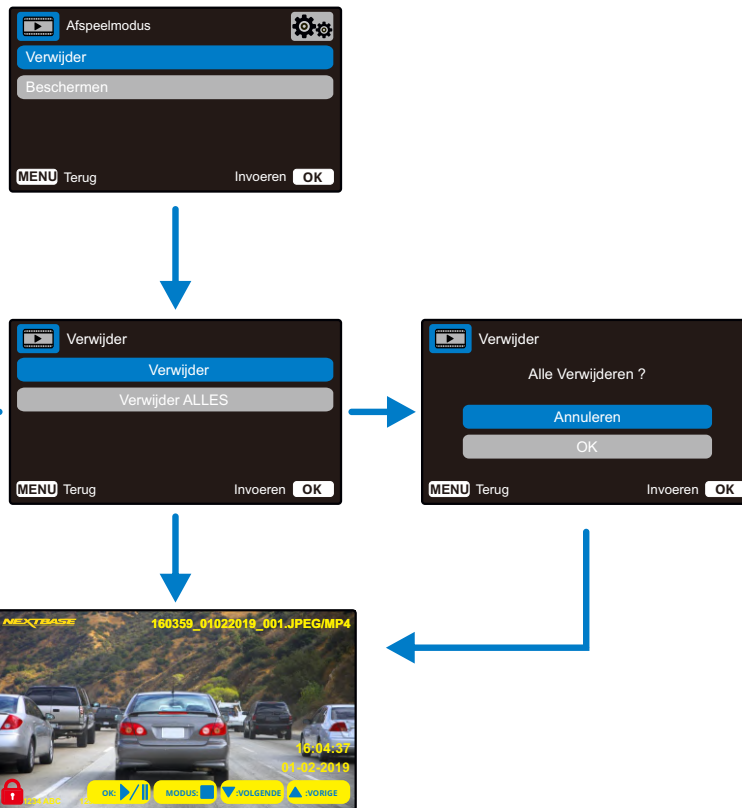 Afspeelmodus
Verwijder
Beschermen
MENU Terug Invoeren OK
Verwijder
Verwijder
Verwijder ALLES
MENU Terug Invoeren OK
Verwijder
Alle Verwijderen ?
Annuleren
OK
MENU Terug Invoeren OK
NEXTBASE 160359_01022019_001.JPEG/MP4
16:04:37
01-02-2019
OK: MODUS: :VOLGENDE :VORIGE